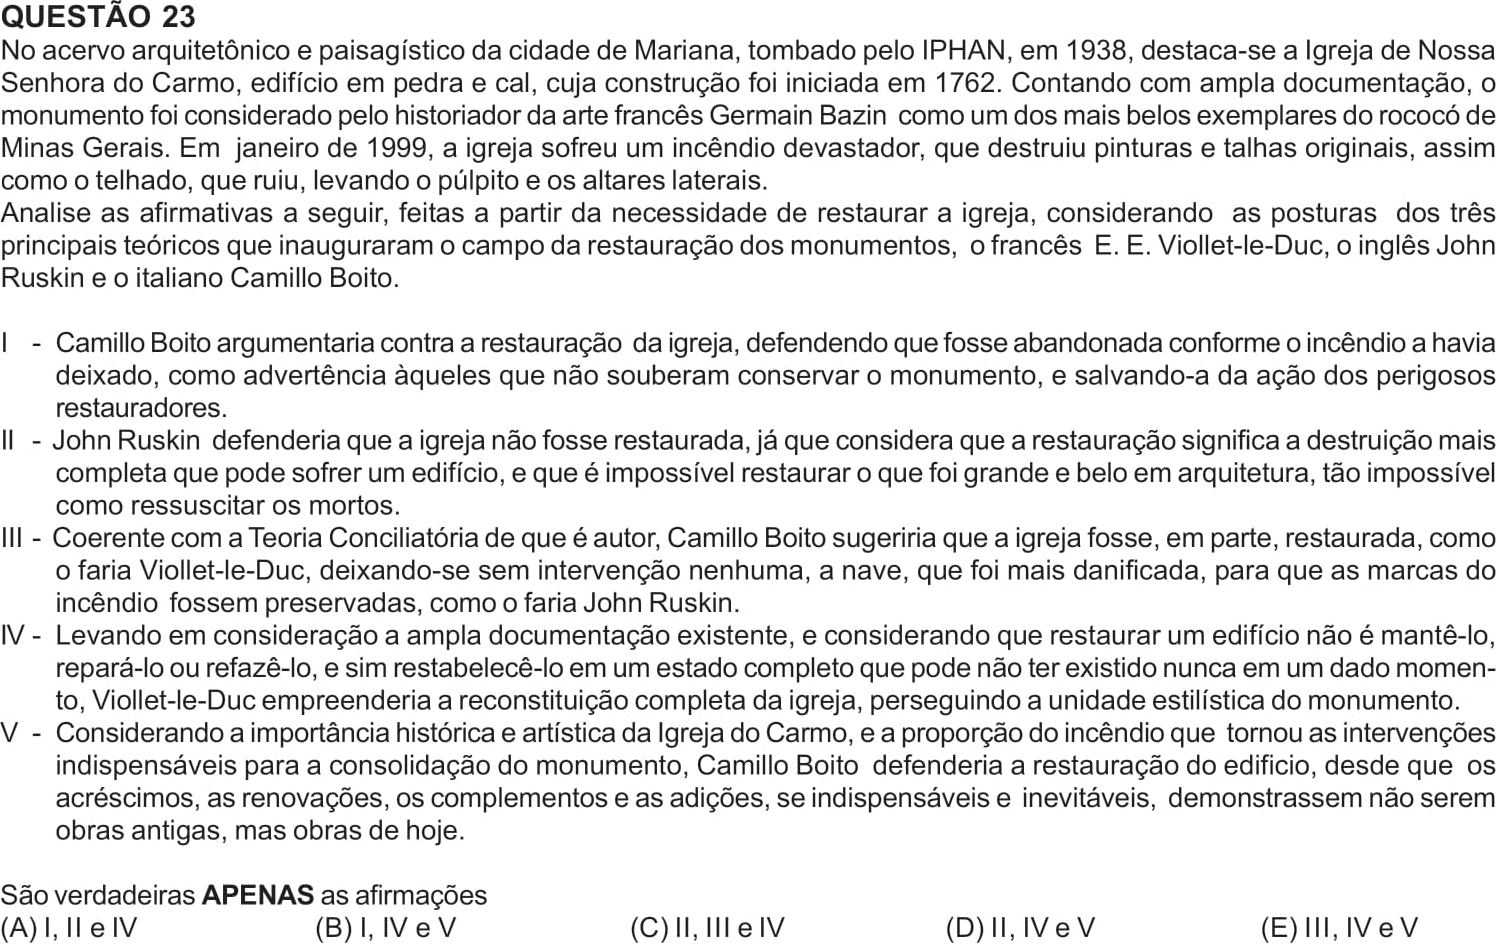 QUESTÃO 23
No acervo arquitetônico e paisagístico da cidade de Mariana, tombado pelo IPHAN, em 1938, destaca-se a Igreja de Nossa
Senhora do Carmo, edifício em pedra e cal, cuja construção foi iniciada em 1762. Contando com ampla documentação, o
monumento foi considerado pelo historiador da arte francês Germain Bazin como um dos mais belos exemplares do rococó de
Minas Gerais. Em janeiro de 1999, a igreja sofreu um incêndio devastador, que destruiu pinturas e talhas originais, assim
como o telhado, que ruiu, levando o púlpito e os altares laterais.
Analise as afirmativas a seguir, feitas a partir da necessidade de restaurar a igreja, considerando as posturas dos três
principais teóricos que inauguraram o campo da restauração dos monumentos, o francês E. E. Viollet-le-Duc, o inglês John
Ruskin e o italiano Camillo Boito.
I - Camillo Boito argumentaria contra a restauração da igreja, defendendo que fosse abandonada conforme o incêndio a havia
deixado, como advertência àqueles que não souberam conservar o monumento, e salvando-a da ação dos perigosos
restauradores.
II - John Ruskin defenderia que a igreja não fosse restaurada, já que considera que a restauração significa a destruição mais
completa que pode sofrer um edifício, e que é impossível restaurar o que foi grande e belo em arquitetura, tão impossível
como ressuscitar os mortos.
III - Coerente com a Teoria Conciliatória de que é autor, Camillo Boito sugeriria que a igreja fosse, em parte, restaurada, como
o faria Viollet-le-Duc, deixando-se sem intervenção nenhuma, a nave, que foi mais danificada, para que as marcas do
incêndio fossem preservadas, como o faria John Ruskin.
IV - Levando em consideração a ampla documentação existente, e considerando que restaurar um edifício não é mantê-lo,
repará-lo ou refazê-lo, e sim restabelecê-lo em um estado completo que pode não ter existido nunca em um dado momen-
to, Viollet-le-Duc empreenderia a reconstituição completa da igreja, perseguindo a unidade estilística do monumento.
V - Considerando a importância histórica e artística da Igreja do Carmo, e a proporção do incêndio que tornou as intervenções
indispensáveis para a consolidação do monumento, Camillo Boito defenderia a restauração do edificio, desde que os
acréscimos, as renovações, os complementos e as adições, se indispensáveis e inevitáveis, demonstrassem não serem
obras antigas, mas obras de hoje.
São verdadeiras APENAS as afirmações
(A) I, II e IV (B) I, IV e V (C) II, III e IV (D) II, IV e V (E) III, IV e V